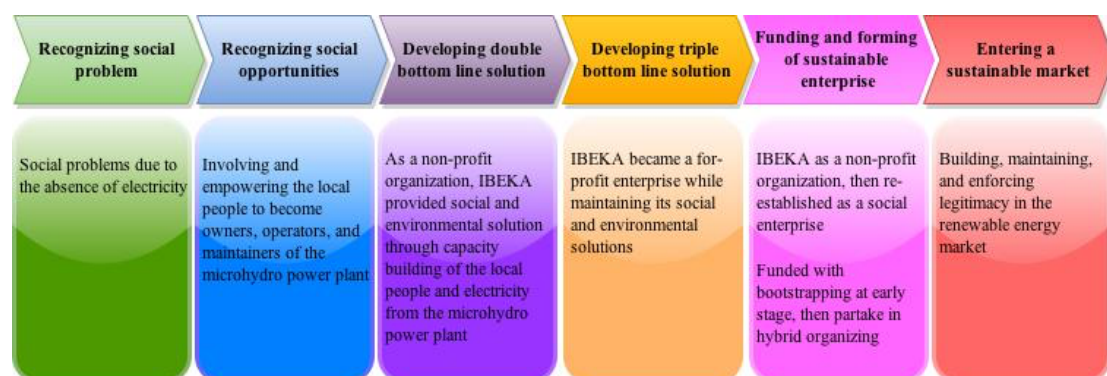 Recognizing social
problem
Recognizing social
opportunities
Developing double
bottom line solution
Developing triple
bottom line solution
Funding and forming
of sustainable
enterprise
Entering a
sustainable market
Social problems due to
the absence of electricity
Involving and
empowering the local
people to become
owners, operators, and
maintainers of the
microhydro power plant
As a non-profit
organization, IBEKA
provided social and
environmental solution
through capacity
building of the local
people and electricity
from the microhydro
power plant
IBEKA became a for-
profit enterprise while
maintaining its social
and environmental
solutions
IBEKA as a non-profit
organization, then re-
established as a social
enterprise
Funded with
bootstrapping at early
stage, then partake in
hybrid organizing
Building, maintaining,
and enforcing
legitimacy in the
renewable energy
market